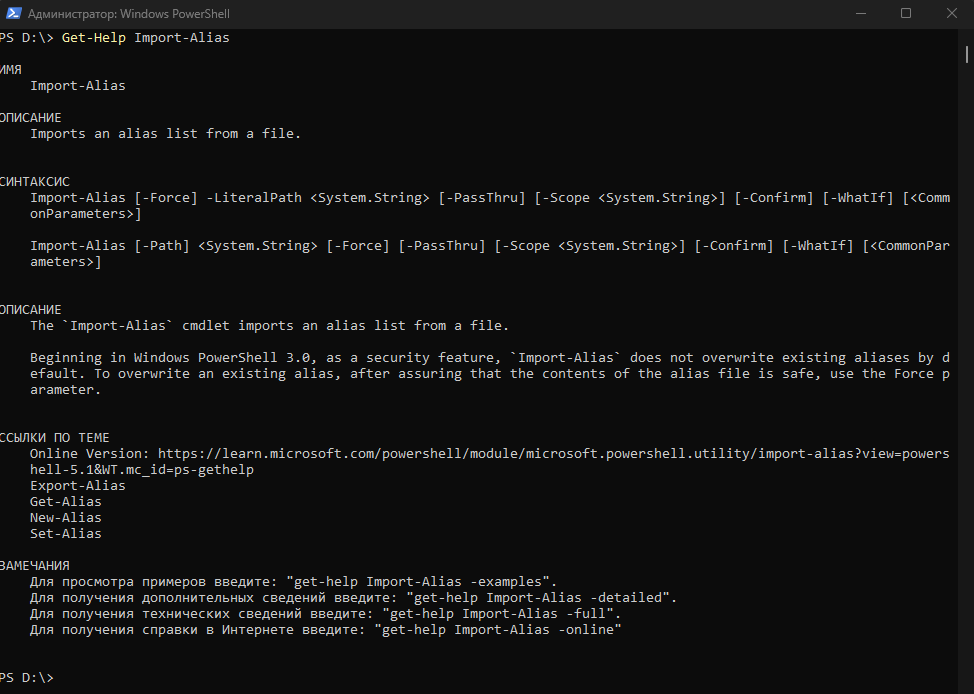 Администратор: Windows PowerShell
PS D:\> Get-Help Import-Alias
ИМЯ
Import-Alias
ОПИСАНИЕ
Imports an alias list from a file.
СИНТАКСИС
Import-Alias [-Force] -LiteralPath <System.String> [-PassThru] [-Scope <System.String>] [-Confirm] [-WhatIf] [<Comm
onParameters>]
Import-Alias [-Path] <System.String> [-Force] [-PassThru] [-Scope <System.String>] [-Confirm] [-WhatIf] [<CommonPar
ameters>]
ОПИСАНИЕ
The `Import-Alias` cmdlet imports an alias list from a file.
Beginning in Windows PowerShell 3.0, as a security feature, `Import-Alias` does not overwrite existing aliases by d
efault. To overwrite an existing alias, after assuring that the contents of the alias file is safe, use the Force p
arameter.
ССЫЛКИ ПО ТЕМЕ
Online Version: https://learn.microsoft.com/powershell/module/microsoft.powershell.utility/import-alias?view=powers
hell-5.1&WT.mc_id=ps-gethelp
Export-Alias
Get-Alias
New-Alias
Set-Alias
ЗАМЕЧАНИЯ
Для просмотра примеров введите: "get-help Import-Alias -examples".
Для получения дополнительных сведений введите: "get-help Import-Alias -detailed".
Для получения технических сведений введите: "get-help Import-Alias -full".
Для получения справки в Интернете введите: "get-help Import-Alias -online"
PS D:\>